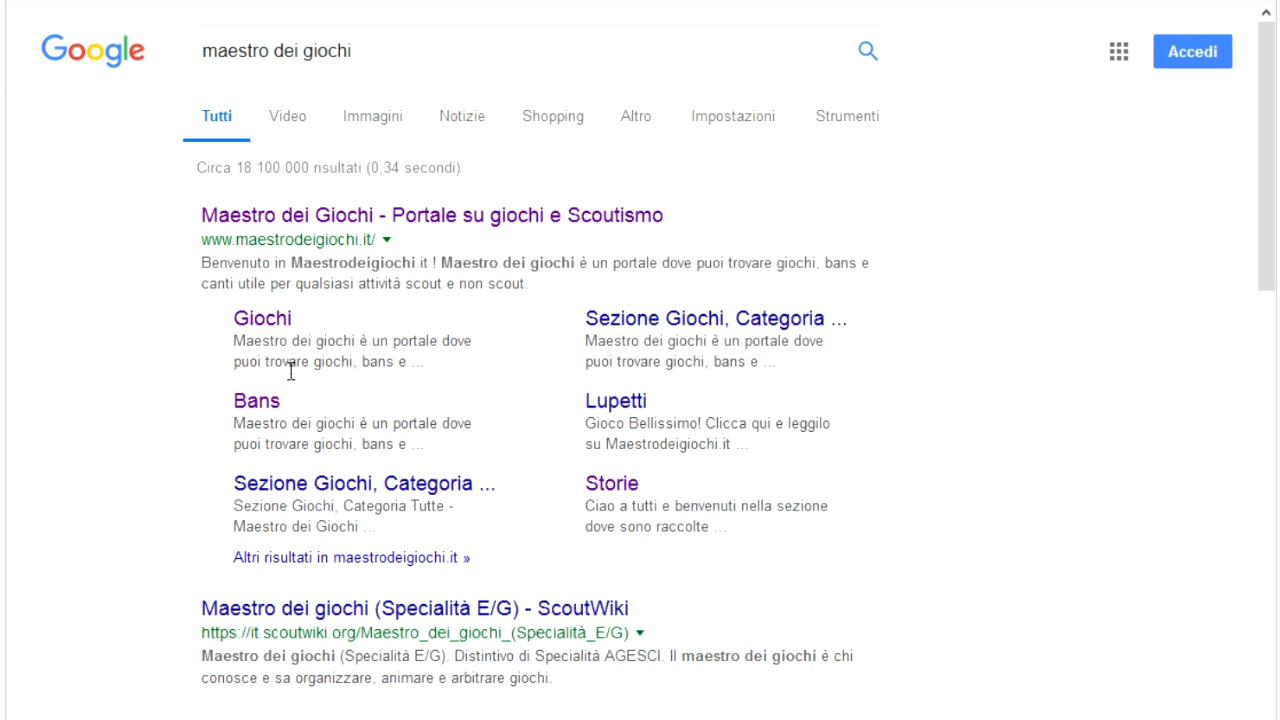 Google
maestro dei giochi
Accedi
Tutti Video Immagini Notizie Shopping Altro Impostazioni Strumenti
Circa 18.100.000 risultati (0,34 secondi)
Maestro dei Giochi - Portale su giochi e Scoutismo
www.maestrodeigiochi.it/
Benvenuto in Maestrodeigiochi.it ! Maestro dei giochi è un portale dove puoi trovare giochi, bans e
canti utile per qualsiasi attività scout e non scout.
Giochi
Maestro dei giochi è un portale dove
puoi trovare giochi, bans e ...
Sezione Giochi, Categoria ...
Maestro dei giochi è un portale dove
puoi trovare giochi, bans e ...
Bans
Maestro dei giochi è un portale dove
puoi trovare giochi, bans e ...
Lupetti
Gioco Bellissimo! Clicca qui e leggilo
su Maestrodeigiochi.it ...
Sezione Giochi, Categoria ...
Sezione Giochi, Categoria Tutte -
Maestro dei Giochi ...
Storie
Ciao a tutti e benvenuti nella sezione
dove sono raccolte ...
Altri risultati in maestrodeigiochi.it »
Maestro dei giochi (Specialità E/G) - ScoutWiki
https://it.scoutwiki.org/Maestro_dei_giochi_(Specialità_E/G)
Maestro dei giochi (Specialità E/G). Distintivo di Specialità AGESCI. Il maestro dei giochi è chi
conosce e sa organizzare, animare e arbitrare giochi.